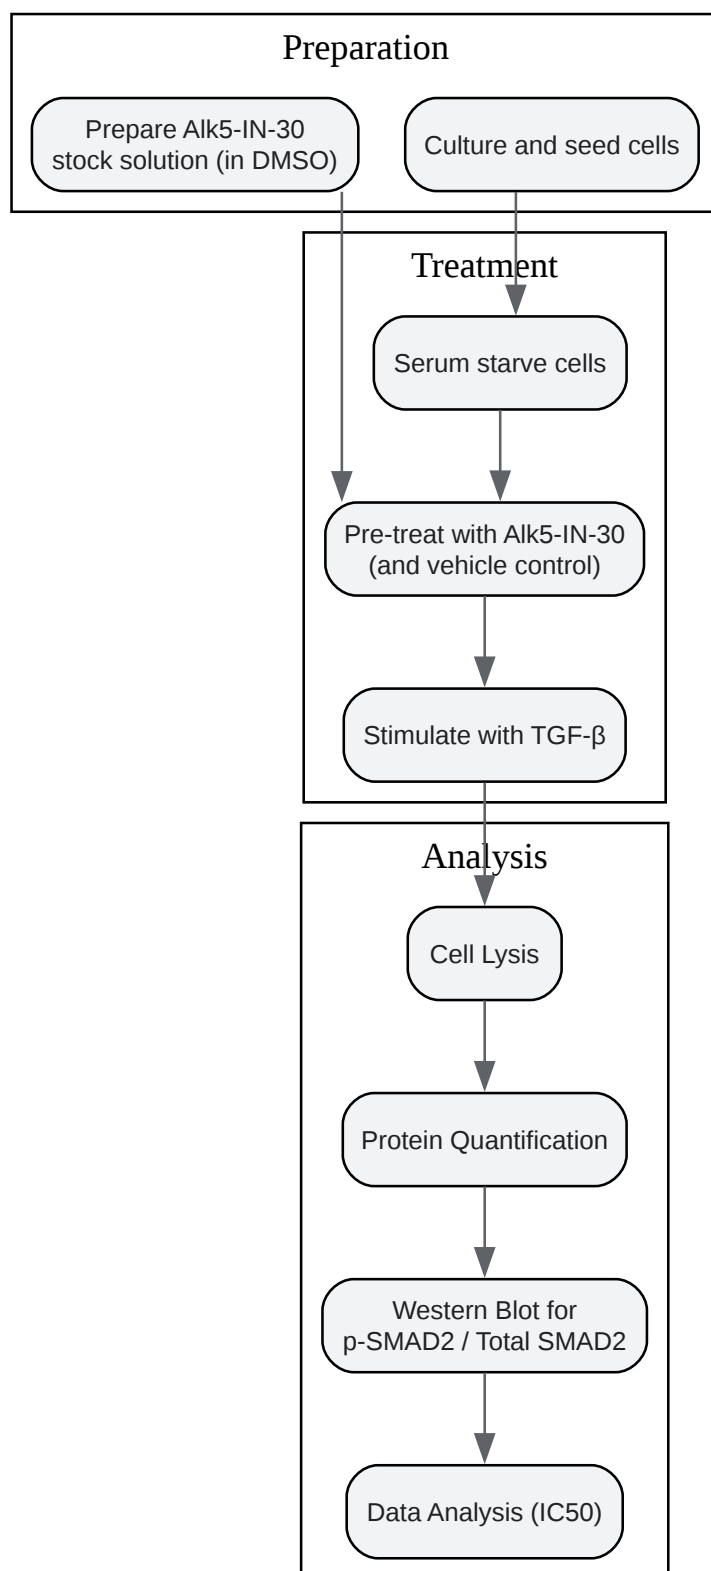 Preparation
Prepare Alk5-IN-30
stock solution (in DMSO)
Culture and seed cells
Treatment
Serum starve cells
Pre-treat with Alk5-IN-30
(and vehicle control)
Stimulate with TGF-β
Analysis
Cell Lysis
Protein Quantification
Western Blot for
p-SMAD2 / Total SMAD2
Data Analysis (IC50)